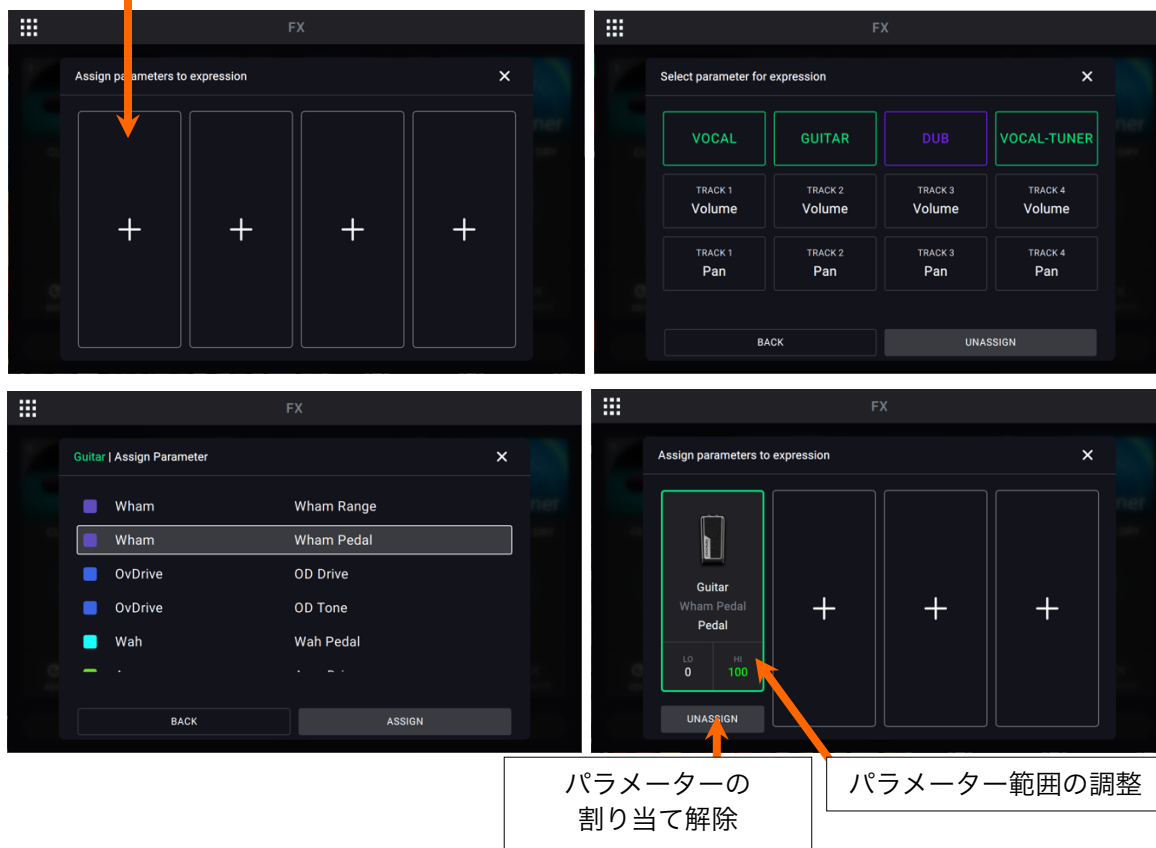 FX
Assign parameters to expression
FX
Select parameter for expression
VOCAL
GUITAR
DUB
VOCAL-TUNER
TRACK 1
Volume
TRACK 2
Volume
TRACK 3
Volume
TRACK 4
Volume
TRACK 1
Pan
TRACK 2
Pan
TRACK 3
Pan
TRACK 4
Pan
BACK
UNASSIGN
FX
Guitar | Assign Parameter
Wham Wham Range
Wham Wham Pedal
OvDrive OD Drive
OvDrive OD Tone
Wah Wah Pedal
BACK
ASSIGN
FX
Assign parameters to expression
Guitar
Wham Pedal
Pedal
LO
0
HI
100
UNASSIGN
パラメーターの
割り当て解除
パラメーター範囲の調整